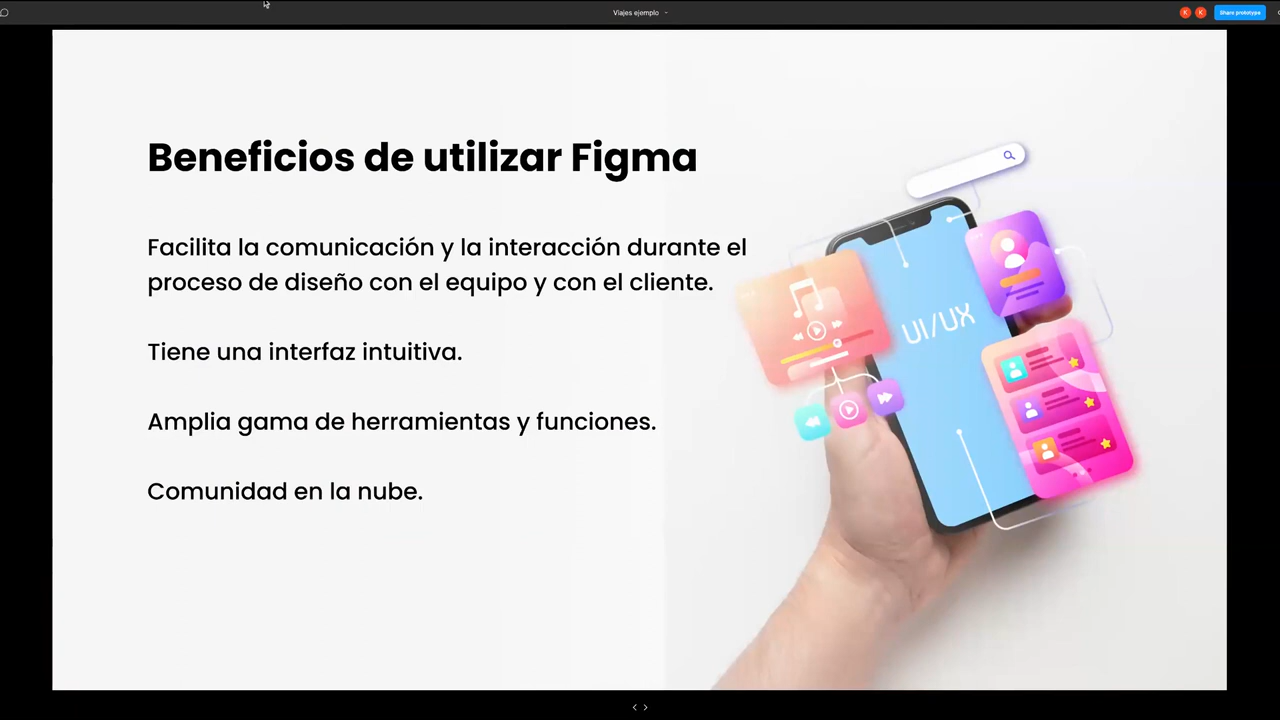 Viajes ejemplo
K K
Share prototype
Beneficios de utilizar Figma
Facilita la comunicación y la interacción durante el
proceso de diseño con el equipo y con el cliente.
Tiene una interfaz intuitiva.
Amplia gama de herramientas y funciones.
Comunidad en la nube.
UI/UX